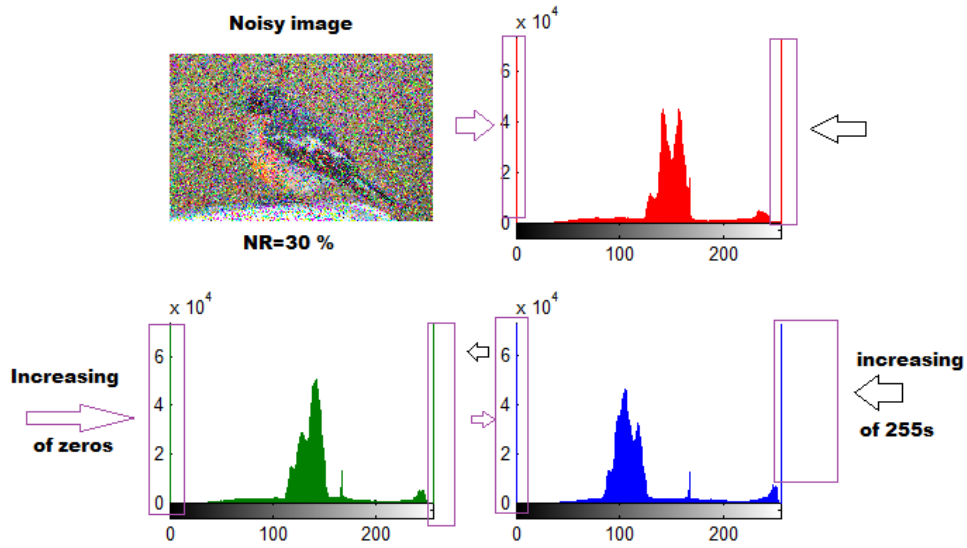 Noisy image
NR=30 %
x 10^4
6
4
2
0
0 100 200
x 10^4
6
4
2
0
0 100 200
x 10^4
6
4
2
0
0 100 200
Increasing
of zeros
increasing
of 255s